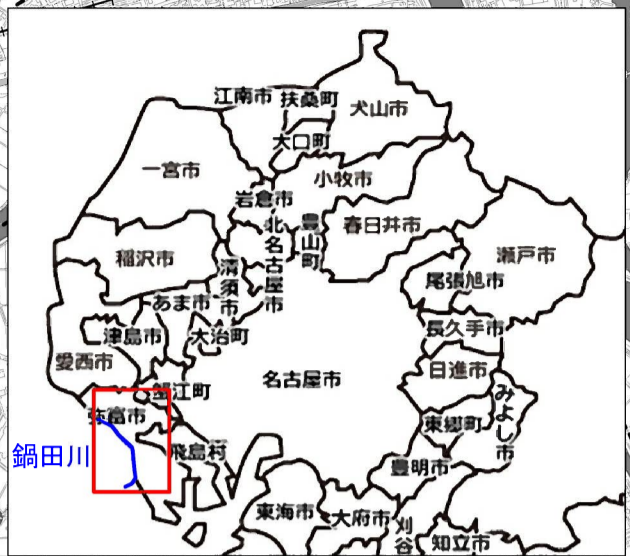 江南市
扶桑町
犬山市
大口町
一宮市
小牧市
岩倉市
北名古屋市
豊山町
春日井市
瀬戸市
稲沢市
清須市
尾張旭市
あま市
津島市
大治町
長久手市
愛西市
日進市
名古屋市
蟹江町
みよし市
弥富市
東郷町
鍋田川
飛島村
豊明市
東海市
大府市
刈谷
知立市